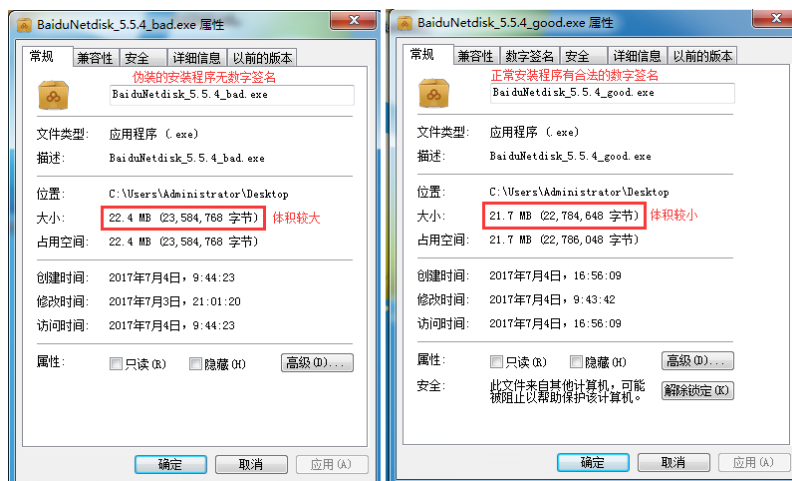 BaiduNetdisk_5.5.4_bad.exe 属性
常规 兼容性 安全 详细信息 以前的版本
伪装的安装程序无数字签名
BaiduNetdisk_5.5.4_bad.exe
文件类型: 应用程序 (.exe)
描述: BaiduNetdisk_5.5.4_bad.exe
位置: C:\Users\Administrator\Desktop
大小: 22.4 MB (23,584,768 字节) 体积较大
占用空间: 22.4 MB (23,584,768 字节)
创建时间: 2017年7月4日，9:44:23
修改时间: 2017年7月3日，21:01:20
访问时间: 2017年7月4日，9:44:23
属性: 只读(R) 隐藏(H) 高级(D)...
确定 取消 应用(A)
BaiduNetdisk_5.5.4_good.exe 属性
常规 兼容性 数字签名 安全 详细信息 以前的版本
正常安装程序有合法的数字签名
BaiduNetdisk_5.5.4_good.exe
文件类型: 应用程序 (.exe)
描述: BaiduNetdisk_5.5.4_good.exe
位置: C:\Users\Administrator\Desktop
大小: 21.7 MB (22,784,648 字节) 体积较小
占用空间: 21.7 MB (22,786,048 字节)
创建时间: 2017年7月4日，16:56:09
修改时间: 2017年7月4日，9:43:42
访问时间: 2017年7月4日，16:56:09
属性: 只读(R) 隐藏(H) 高级(D)...
安全: 此文件来自其他计算机，可能
被阻止以帮助保护该计算机。 解除锁定(K)
确定 取消 应用(A)